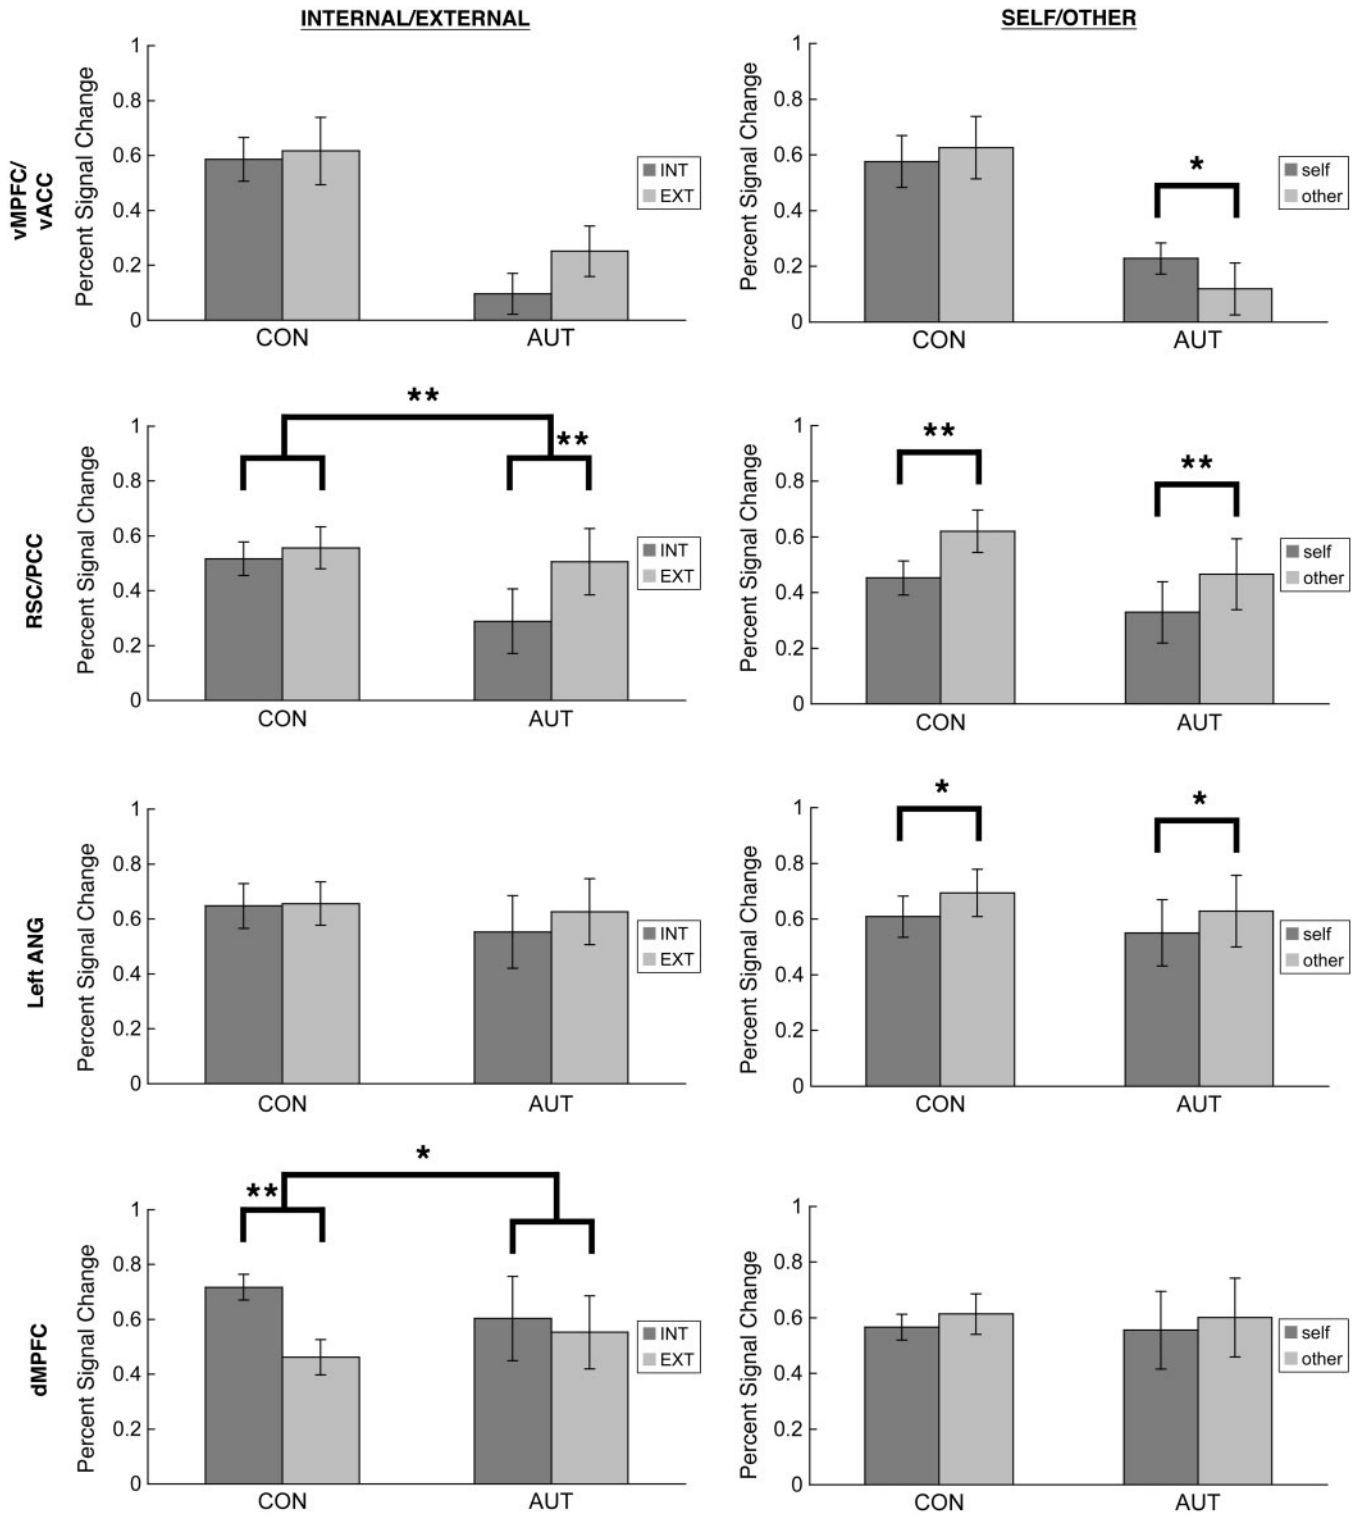 INTERNAL/EXTERNAL
SELF/OTHER
vMPFC/
vACC
Percent Signal Change
1
0.8
0.6
0.4
0.2
0
CON
AUT
INT
EXT
Percent Signal Change
1
0.8
0.6
0.4
0.2
0
*
CON
AUT
self
other
RSC/PCC
Percent Signal Change
1
0.8
0.6
0.4
0.2
0
**
**
CON
AUT
INT
EXT
Percent Signal Change
1
0.8
0.6
0.4
0.2
0
**
**
CON
AUT
self
other
Left ANG
Percent Signal Change
1
0.8
0.6
0.4
0.2
0
CON
AUT
INT
EXT
Percent Signal Change
1
0.8
0.6
0.4
0.2
0
*
*
CON
AUT
self
other
dMPFC
Percent Signal Change
1
0.8
0.6
0.4
0.2
0
*
**
CON
AUT
INT
EXT
Percent Signal Change
1
0.8
0.6
0.4
0.2
0
CON
AUT
self
other